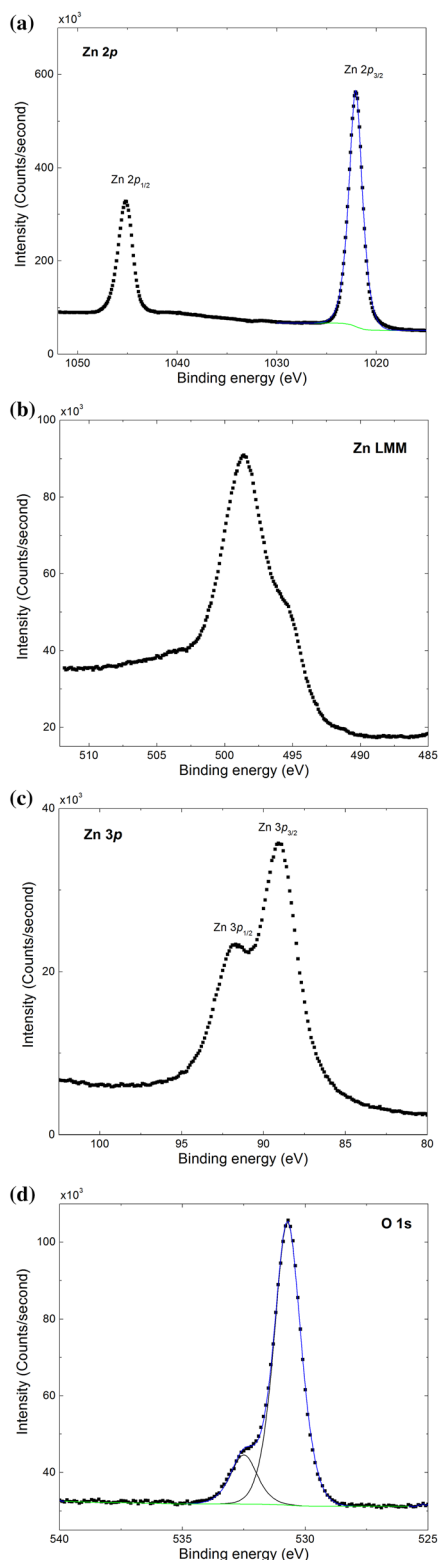 (a)
x10³
Zn 2p
Zn 2p₃/₂
Zn 2p₁/₂
600
400
200
0
Intensity (Counts/second)
1050 1040 1030 1020
Binding energy (eV)
(b)
x10³
Zn LMM
100
80
60
40
20
Intensity (Counts/second)
510 505 500 495 490 485
Binding energy (eV)
(c)
x10³
Zn 3p
Zn 3p₃/₂
Zn 3p₁/₂
40
20
0
Intensity (Counts/second)
100 95 90 85 80
Binding energy (eV)
(d)
x10³
O 1s
100
80
60
40
Intensity (Counts/second)
540 535 530 525
Binding energy (eV)